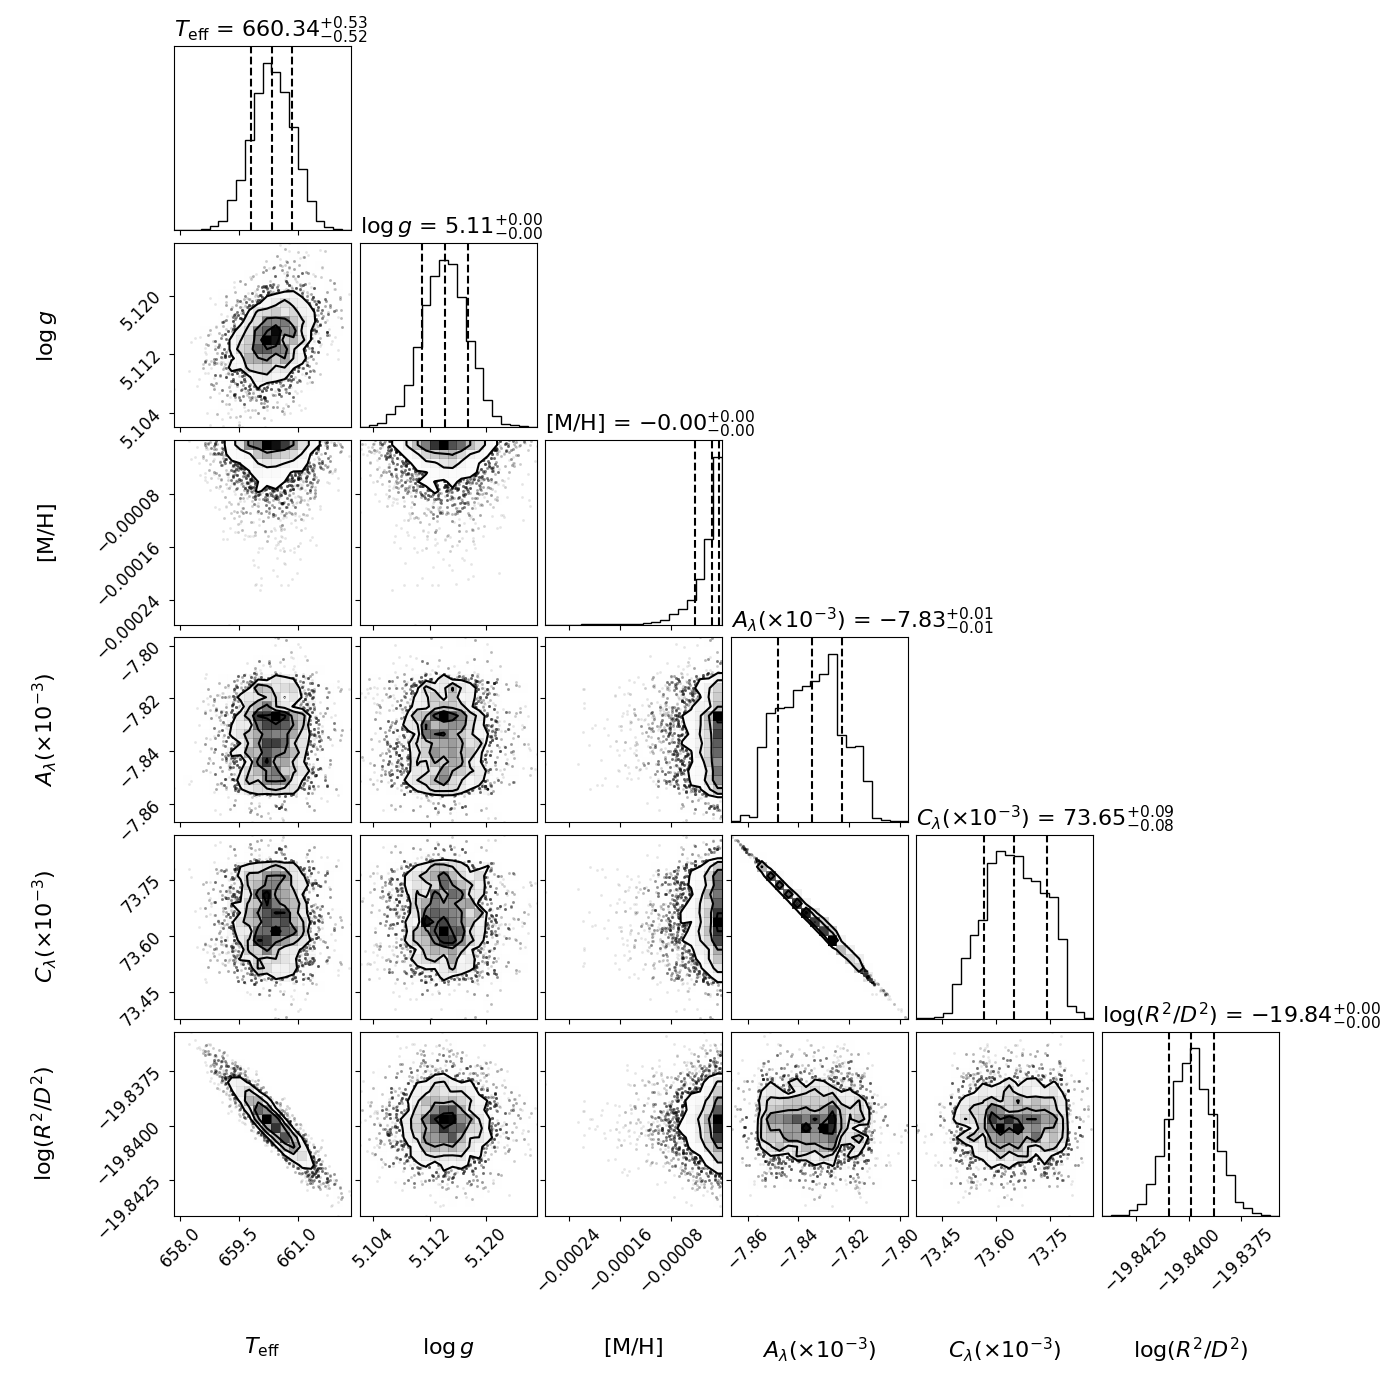 T_eff = 660.34^{+0.53}_{−0.52}
log g = 5.11^{+0.00}_{−0.00}
5.120
5.112
5.104
log g
[M/H] = −0.00^{+0.00}_{−0.00}
−0.00008
−0.00016
−0.00024
[M/H]
A_λ(×10^{−3}) = −7.83^{+0.01}_{−0.01}
−7.80
−7.82
−7.84
−7.86
A_λ(×10^{−3})
C_λ(×10^{−3}) = 73.65^{+0.09}_{−0.08}
73.75
73.60
73.45
C_λ(×10^{−3})
log(R²/D²) = −19.84^{+0.00}_{−0.00}
−19.8375
−19.8400
−19.8425
log(R²/D²)
658.0 659.5 661.0 5.104 5.112 5.120 −0.00024 −0.00016 −0.00008 −7.86 −7.84 −7.82 −7.80 73.45 73.60 73.75 −19.8425 −19.8400 −19.8375
T_eff log g [M/H] A_λ(×10^{−3}) C_λ(×10^{−3}) log(R²/D²)